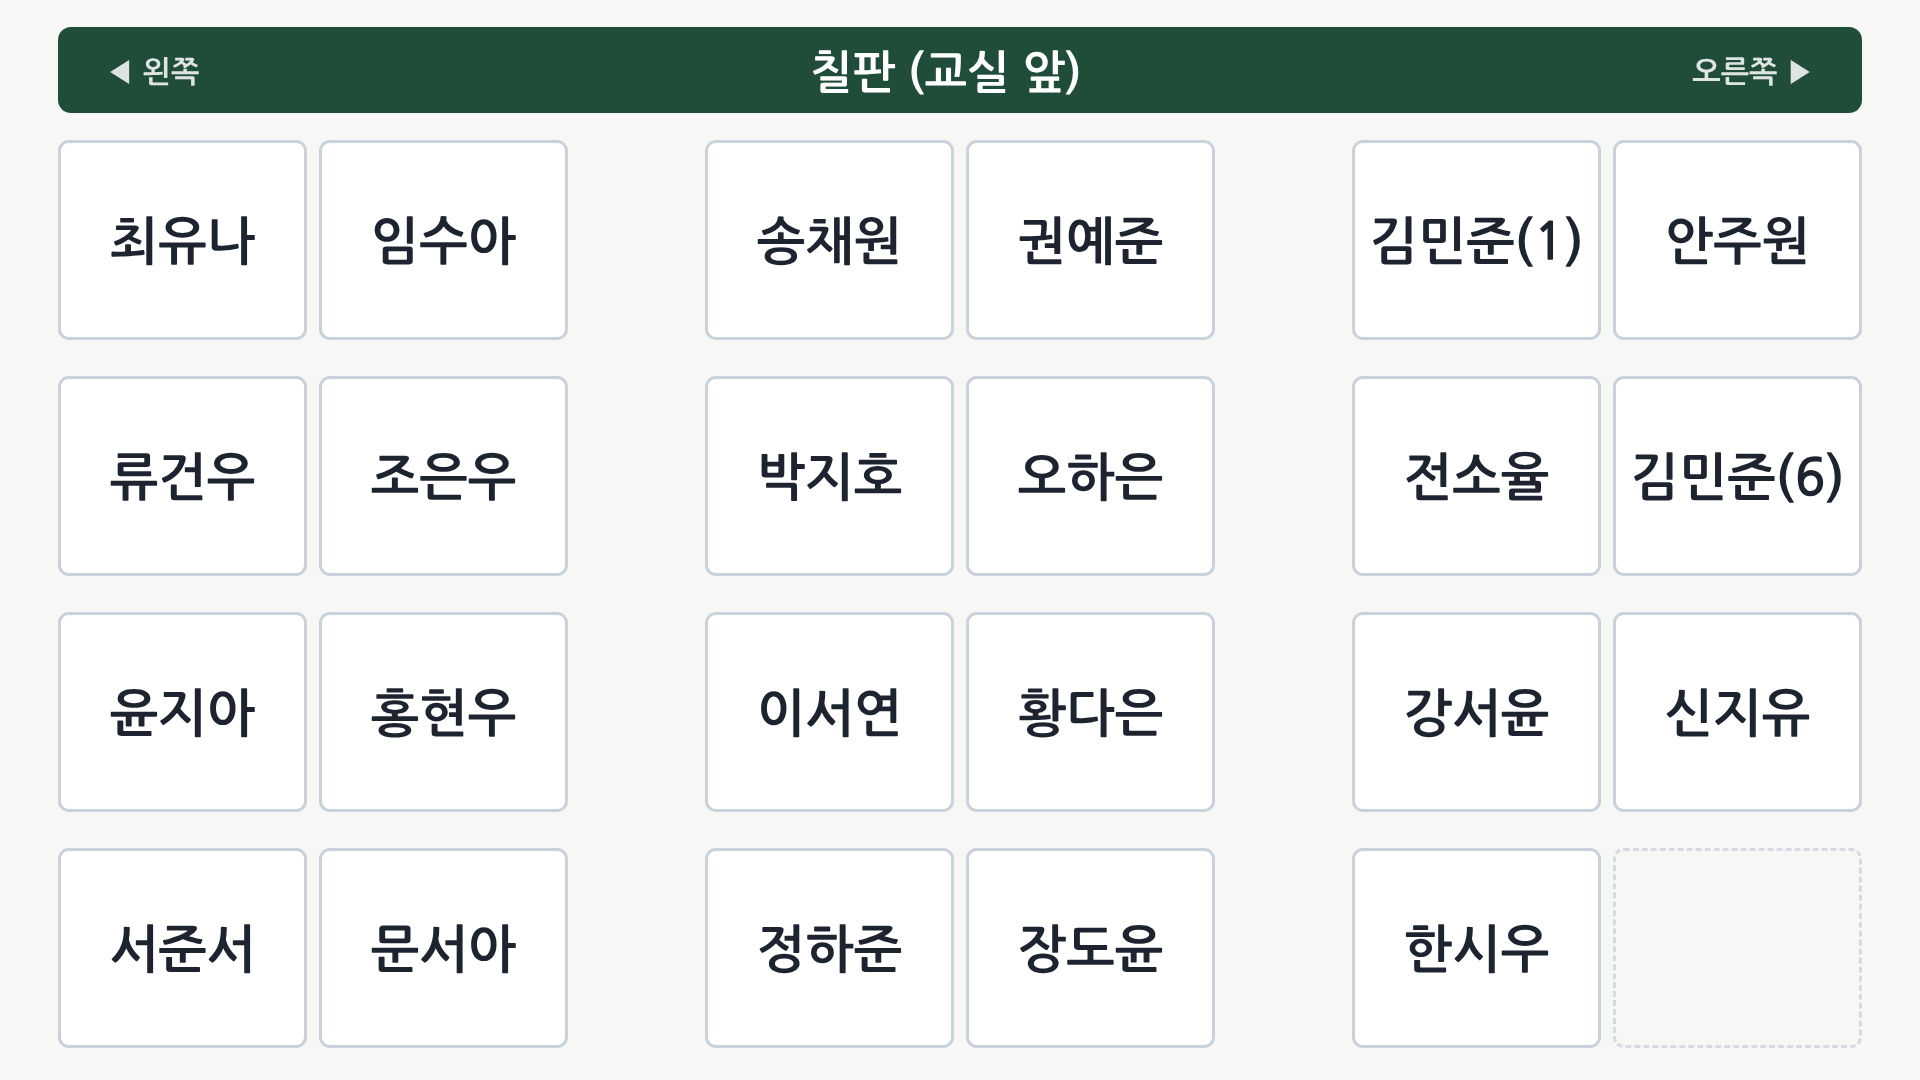 ◀ 왼쪽 칠판 (교실 앞) 오른쪽 ▶
최유나 임수아 송채원 권예준 김민준(1) 안주원
류건우 조은우 박지호 오하은 전소율 김민준(6)
윤지아 홍현우 이서연 황다은 강서윤 신지유
서준서 문서아 정하준 장도윤 한시우